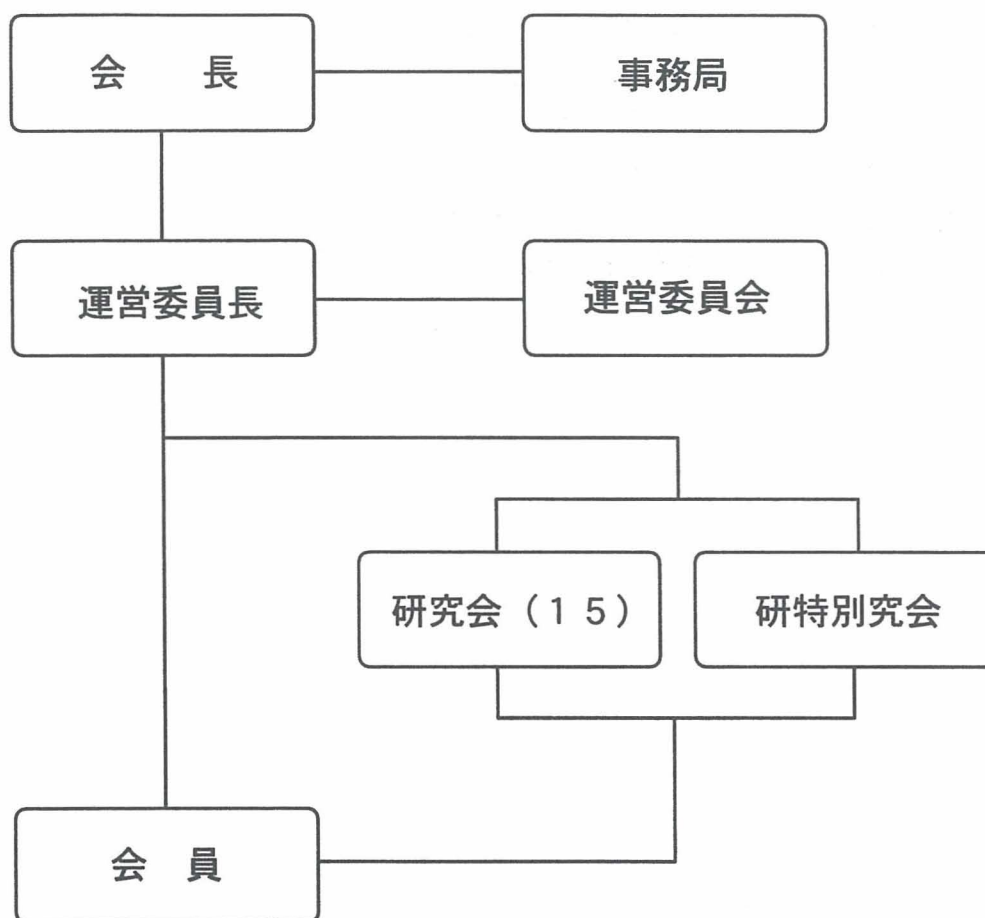 会　長
事務局
運営委員長
運営委員会
研究会（１５）
研特別究会
会　員